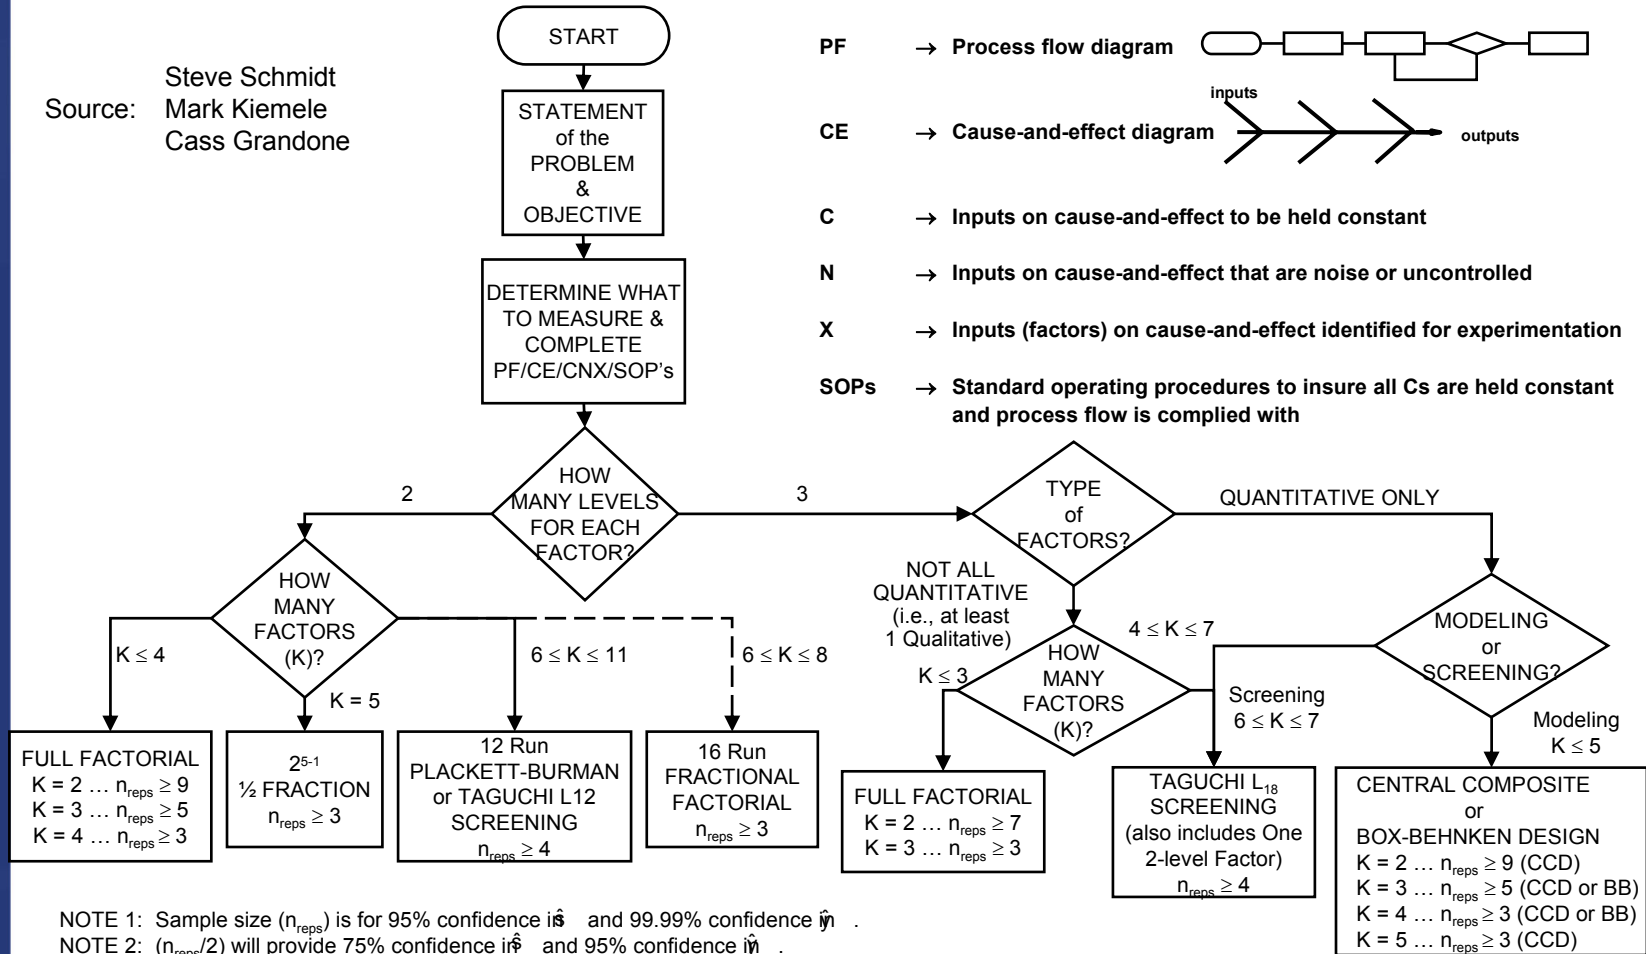 Source:
Steve Schmidt
Mark Kiemele
Cass Grandone
START
STATEMENT
of the
PROBLEM
&
OBJECTIVE
DETERMINE WHAT
TO MEASURE &
COMPLETE
PF/CE/CNX/SOP's
PF → Process flow diagram
CE → Cause-and-effect diagram
inputs
outputs
C → Inputs on cause-and-effect to be held constant
N → Inputs on cause-and-effect that are noise or uncontrolled
X → Inputs (factors) on cause-and-effect identified for experimentation
SOPs → Standard operating procedures to insure all Cs are held constant
and process flow is complied with
HOW
MANY LEVELS
FOR EACH
FACTOR?
2
3
TYPE
of
FACTORS?
QUANTITATIVE ONLY
NOT ALL
QUANTITATIVE
(i.e., at least
1 Qualitative)
HOW
MANY
FACTORS
(K)?
K ≤ 4
K = 5
6 ≤ K ≤ 11
6 ≤ K ≤ 8
HOW
MANY
FACTORS
(K)?
K ≤ 3
4 ≤ K ≤ 7
MODELING
or
SCREENING?
Screening
6 ≤ K ≤ 7
Modeling
K ≤ 5
FULL FACTORIAL
K = 2 … nreps ≥ 9
K = 3 … nreps ≥ 5
K = 4 … nreps ≥ 3
2⁵⁻¹
½ FRACTION
nreps ≥ 3
12 Run
PLACKETT-BURMAN
or TAGUCHI L12
SCREENING
nreps ≥ 4
16 Run
FRACTIONAL
FACTORIAL
nreps ≥ 3
FULL FACTORIAL
K = 2 … nreps ≥ 7
K = 3 … nreps ≥ 3
TAGUCHI L₁₈
SCREENING
(also includes One
2-level Factor)
nreps ≥ 4
CENTRAL COMPOSITE
or
BOX-BEHNKEN DESIGN
K = 2 … nreps ≥ 9 (CCD)
K = 3 … nreps ≥ 5 (CCD or BB)
K = 4 … nreps ≥ 3 (CCD or BB)
K = 5 … nreps ≥ 3 (CCD)
NOTE 1: Sample size (nreps) is for 95% confidence in ŝ and 99.99% confidence in ŷ .
NOTE 2: (nreps/2) will provide 75% confidence in ŝ and 95% confidence in ŷ .